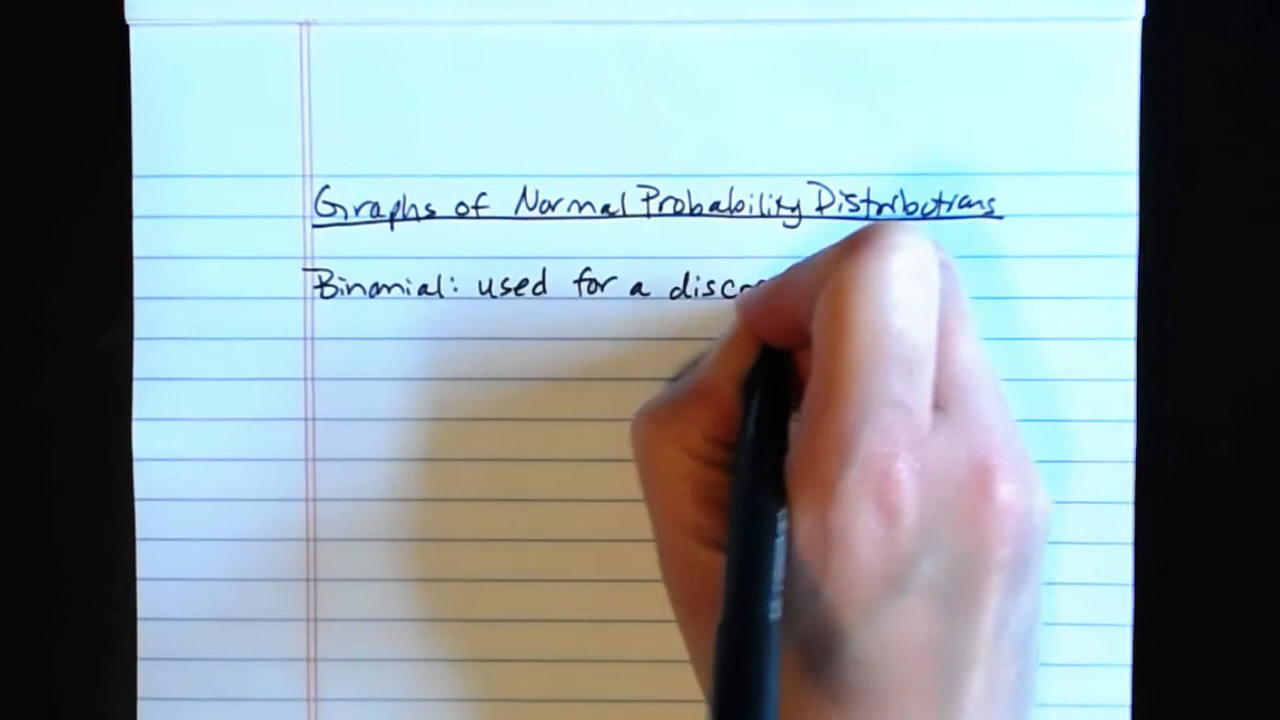 Graphs of Normal Probability Distributions
Binomial: used for a